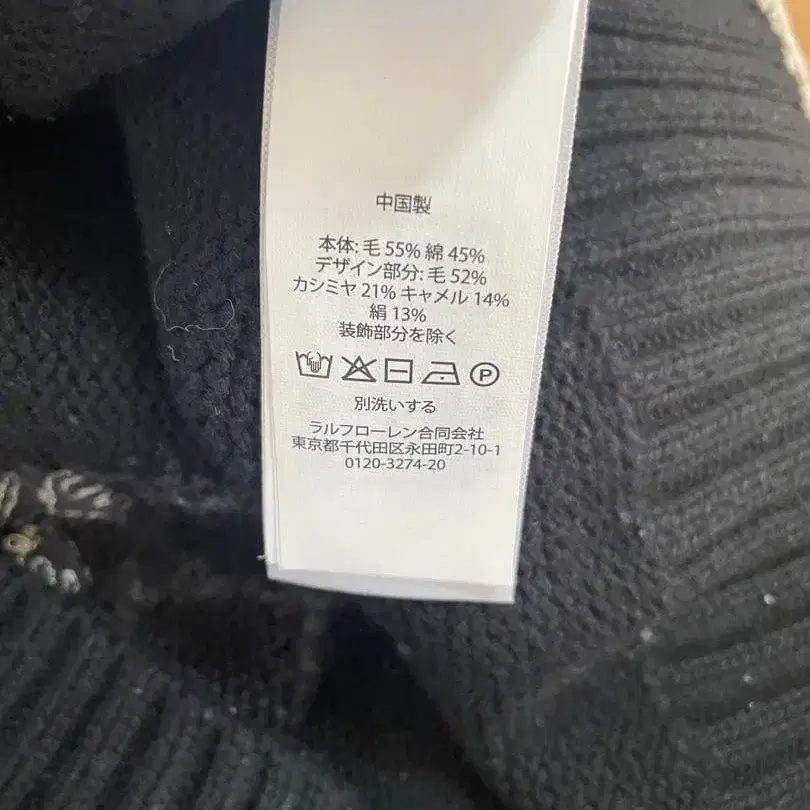 中国製
本体: 毛 55% 綿 45%
デザイン部分: 毛 52%
カシミヤ 21% キャメル 14%
絹 13%
装飾部分を除く
P
別洗いする
ラルフローレン合同会社
東京都千代田区永田町2-10-1
0120-3274-20